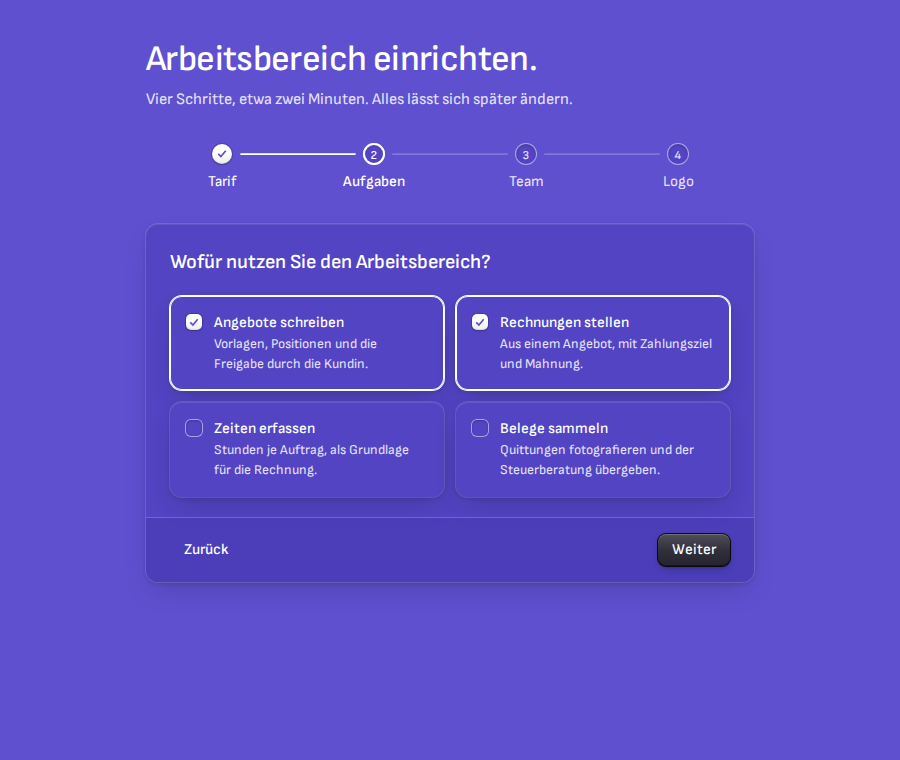 Arbeitsbereich einrichten.
Vier Schritte, etwa zwei Minuten. Alles lässt sich später ändern.
2
3
4
Tarif
Aufgaben
Team
Logo
Wofür nutzen Sie den Arbeitsbereich?
Angebote schreiben
Vorlagen, Positionen und die
Freigabe durch die Kundin.
Rechnungen stellen
Aus einem Angebot, mit Zahlungsziel
und Mahnung.
Zeiten erfassen
Stunden je Auftrag, als Grundlage
für die Rechnung.
Belege sammeln
Quittungen fotografieren und der
Steuerberatung übergeben.
Zurück
Weiter